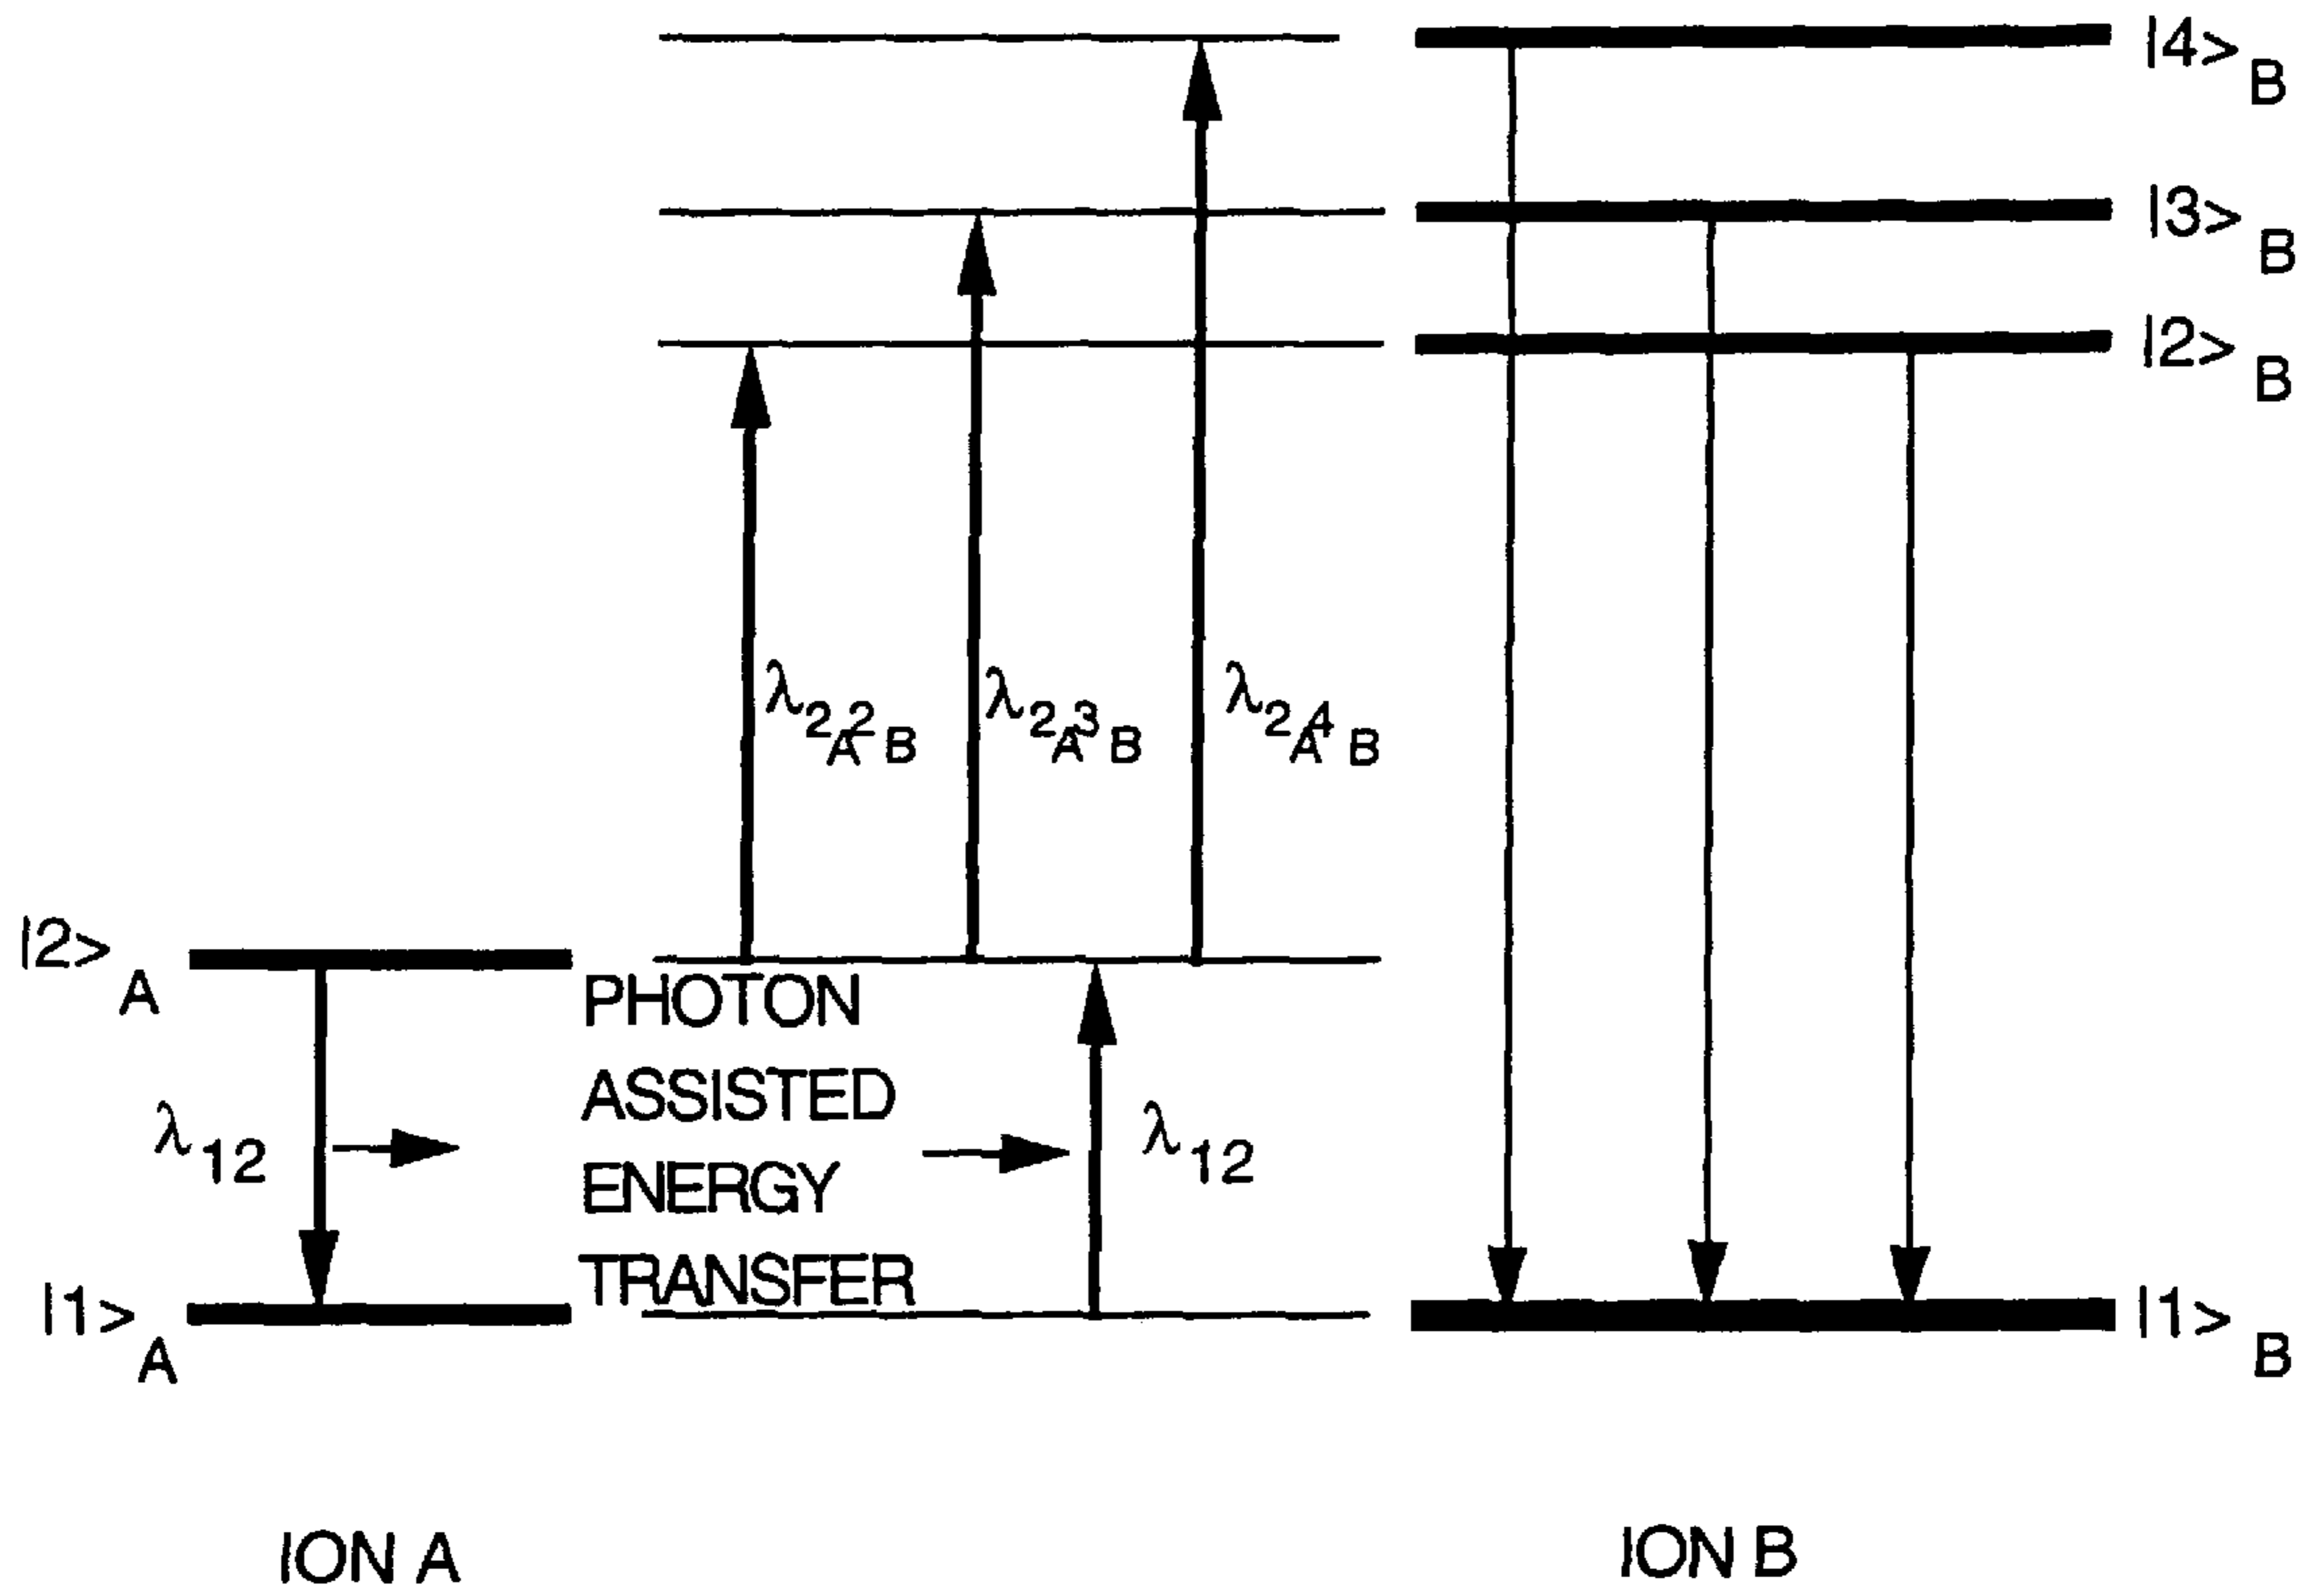 |4>B
|3>B
|2>B
λ2A2B λ2A3B λ2A4B
|2>A
PHOTON
ASSISTED
ENERGY
TRANSFER
λ12
λ12
|1>A
|1>B
ION A
ION B